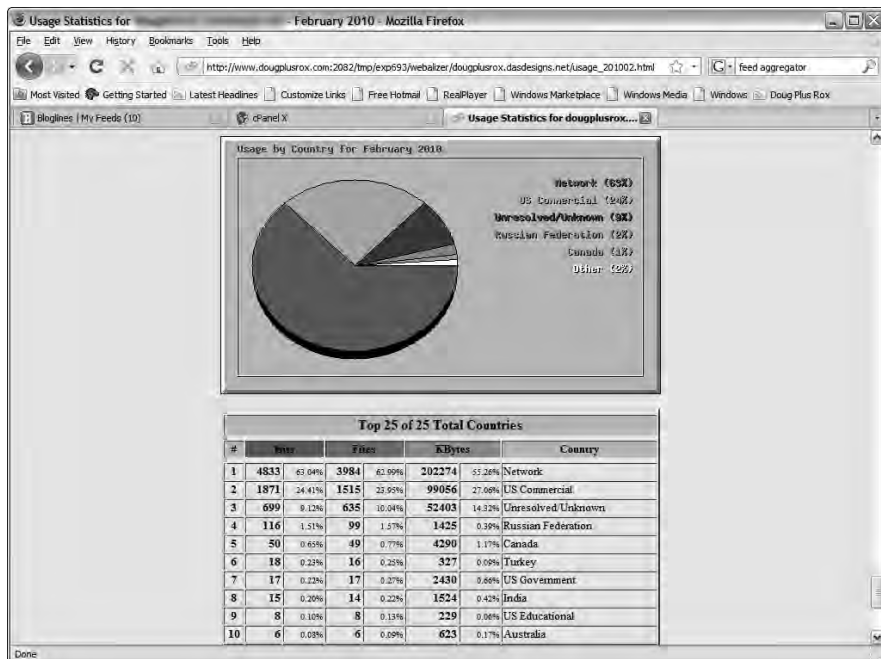 Usage Statistics for - February 2010 - Mozilla Firefox
File Edit View History Bookmarks Tools Help
http://www.dougplusrox.com:2082/tmp/exp693/webalizer/dougplusrox.dasdesigns.net/usage_201002.html feed aggregator
Most Visited Getting Started Latest Headlines Customize Links Free Hotmail RealPlayer Windows Marketplace Windows Media Windows Doug Plus Rox
Bloglines | My Feeds (10) cPanel X Usage Statistics for dougplusrox....
Usage by Country for February 2010
Network (63%)
US Commercial (24%)
Unresolved/Unknown (9%)
Russian Federation (2%)
Canada (1%)
Other (2%)
Top 25 of 25 Total Countries
# Hits Files KBytes Country
1 4833 63.04% 3984 62.99% 202274 55.26% Network
2 1871 24.41% 1515 23.95% 99056 27.06% US Commercial
3 699 9.12% 635 10.04% 52403 14.32% Unresolved/Unknown
4 116 1.51% 99 1.57% 1425 0.39% Russian Federation
5 50 0.65% 49 0.77% 4290 1.17% Canada
6 18 0.23% 16 0.25% 327 0.09% Turkey
7 17 0.22% 17 0.27% 2430 0.66% US Government
8 15 0.20% 14 0.22% 1524 0.42% India
9 8 0.10% 8 0.13% 229 0.06% US Educational
10 6 0.08% 6 0.09% 623 0.17% Australia
Done